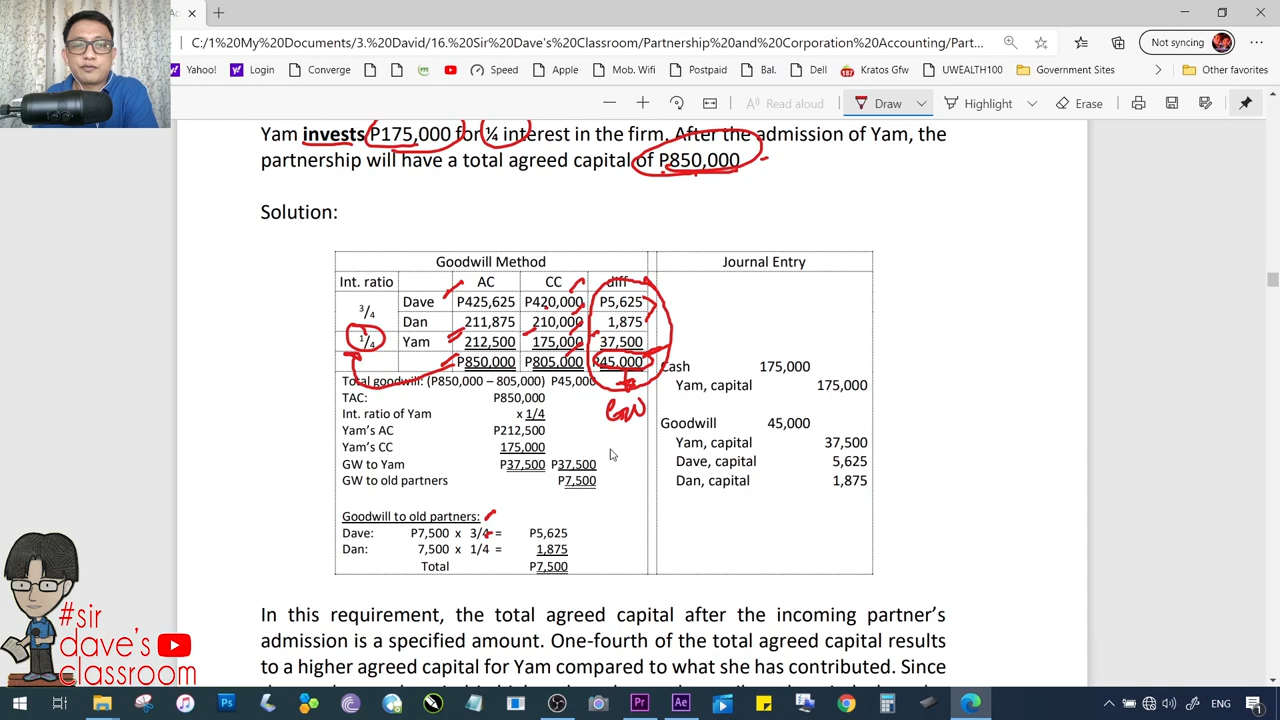 C:/1%20My%20Documents/3.%20David/16.%20Sir%20Dave's%20Classroom/Partnership%20and%20Corporation%20Accounting/Part...
Not syncing
Yahoo!
Login
Converge
Speed
Apple
Mob. Wifi
Postpaid
Bal.
Dell
Kratos Gfw
UWEALTH100
Government Sites
Other favorites
Read aloud
Draw
Highlight
Erase
Yam invests P175,000 for ¼ interest in the firm. After the admission of Yam, the
partnership will have a total agreed capital of P850,000
Solution:
Goodwill Method Journal Entry
Int. ratio AC CC diff
3/4 Dave P425,625 P420,000 P5,625
Dan 211,875 210,000 1,875
1/4 Yam 212,500 175,000 37,500
P850,000 P805,000 P45,000
Total goodwill: (P850,000 – 805,000) P45,000
TAC: P850,000
Int. ratio of Yam x 1/4
Yam's AC P212,500
Yam's CC 175,000
GW to Yam P37,500 P37,500
GW to old partners P7,500
Goodwill to old partners:
Dave: P7,500 x 3/4 = P5,625
Dan: 7,500 x 1/4 = 1,875
Total P7,500
GW
Cash 175,000
Yam, capital 175,000
Goodwill 45,000
Yam, capital 37,500
Dave, capital 5,625
Dan, capital 1,875
#sir
dave's
classroom
In this requirement, the total agreed capital after the incoming partner's
admission is a specified amount. One-fourth of the total agreed capital results
to a higher agreed capital for Yam compared to what she has contributed. Since
ENG